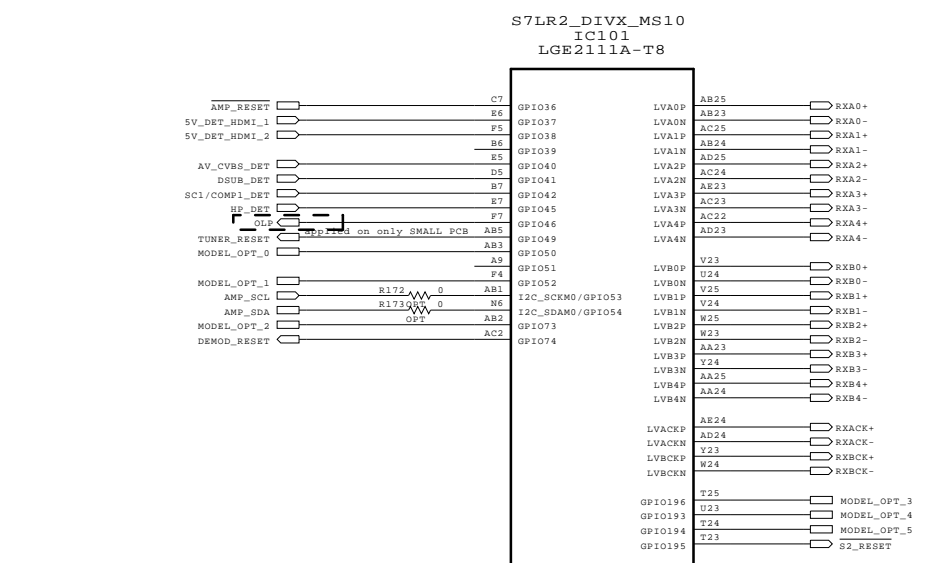 S7LR2_DIVX_MS10
IC101
LGE2111A-T8
AMP_RESET C7 GPIO36 LVA0P AB25 RXA0+
5V_DET_HDMI_1 E6 GPIO37 LVA0N AB23 RXA0-
5V_DET_HDMI_2 F5 GPIO38 LVA1P AC25 RXA1+
B6 GPIO39 LVA1N AB24 RXA1-
AV_CVBS_DET E5 GPIO40 LVA2P AD25 RXA2+
DSUB_DET D5 GPIO41 LVA2N AC24 RXA2-
SC1/COMP1_DET B7 GPIO42 LVA3P AE23 RXA3+
HP_DET E7 GPIO45 LVA3N AC23 RXA3-
OLP F7 GPIO46 LVA4P AC22 RXA4+
applied on only SMALL PCB
TUNER_RESET AB5 GPIO49 LVA4N AD23 RXA4-
MODEL_OPT_0 AB3 GPIO50
A9 GPIO51 LVB0P V23 RXB0+
MODEL_OPT_1 F4 GPIO52 LVB0N U24 RXB0-
AMP_SCL R172 0 AB1 I2C_SCKM0/GPIO53 LVB1P V25 RXB1+
OPT
AMP_SDA R173 0 N6 I2C_SDAM0/GPIO54 LVB1N V24 RXB1-
OPT
MODEL_OPT_2 AB2 GPIO73 LVB2P W25 RXB2+
DEMOD_RESET AC2 GPIO74 LVB2N W23 RXB2-
LVB3P AA23 RXB3+
LVB3N Y24 RXB3-
LVB4P AA25 RXB4+
LVB4N AA24 RXB4-
LVACKP AE24 RXACK+
LVACKN AD24 RXACK-
LVBCKP Y23 RXBCK+
LVBCKN W24 RXBCK-
GPIO196 T25 MODEL_OPT_3
GPIO193 U23 MODEL_OPT_4
GPIO194 T24 MODEL_OPT_5
GPIO195 T23 S2_RESET